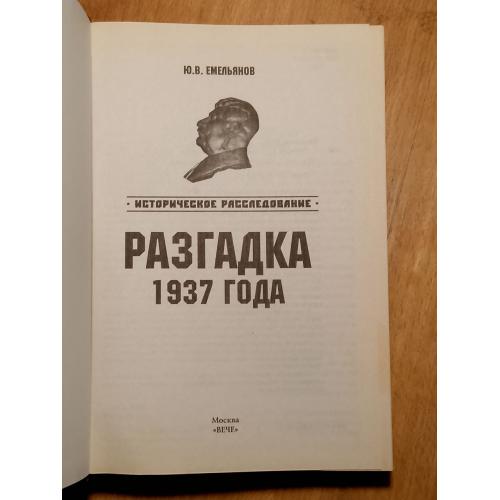 Ю.В. ЕМЕЛЬЯНОВ
· ИСТОРИЧЕСКОЕ РАССЛЕДОВАНИЕ ·
РАЗГАДКА
1937 ГОДА
Москва
«ВЕЧЕ»